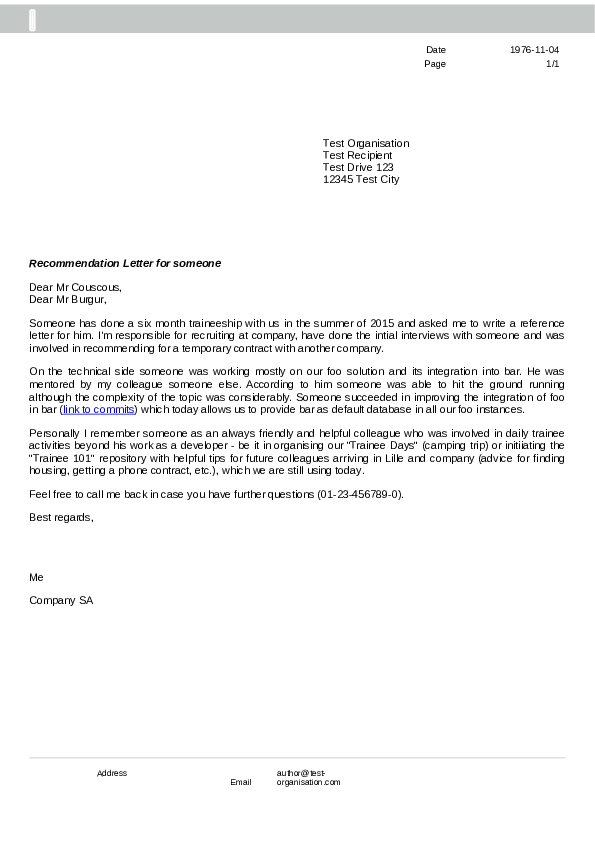 Date 1976-11-04
Page 1/1
Test Organisation
Test Recipient
Test Drive 123
12345 Test City
Recommendation Letter for someone
Dear Mr Couscous,
Dear Mr Burgur,
Someone has done a six month traineeship with us in the summer of 2015 and asked me to write a reference
letter for him. I'm responsible for recruiting at company, have done the intial interviews with someone and was
involved in recommending for a temporary contract with another company.
On the technical side someone was working mostly on our foo solution and its integration into bar. He was
mentored by my colleague someone else. According to him someone was able to hit the ground running
although the complexity of the topic was considerably. Someone succeeded in improving the integration of foo
in bar (link to commits) which today allows us to provide bar as default database in all our foo instances.
Personally I remember someone as an always friendly and helpful colleague who was involved in daily trainee
activities beyond his work as a developer - be it in organising our "Trainee Days" (camping trip) or initiating the
"Trainee 101" repository with helpful tips for future colleagues arriving in Lille and company (advice for finding
housing, getting a phone contract, etc.), which we are still using today.
Feel free to call me back in case you have further questions (01-23-456789-0).
Best regards,
Me
Company SA
Address
Email author@test-
organisation.com